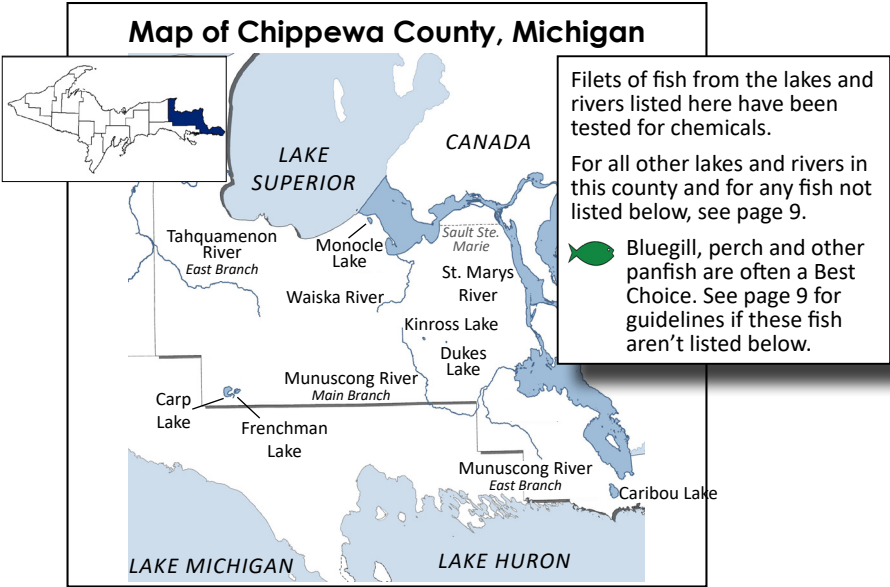 Map of Chippewa County, Michigan
Filets of fish from the lakes and
rivers listed here have been
tested for chemicals.
For all other lakes and rivers in
this county and for any fish not
listed below, see page 9.
Bluegill, perch and other
panfish are often a Best
Choice. See page 9 for
guidelines if these fish
aren't listed below.
CANADA
LAKE
SUPERIOR
Tahquamenon
River
East Branch
Monocle
Lake
Sault Ste.
Marie
St. Marys
River
Waiska River
Kinross Lake
Dukes
Lake
Munuscong River
Main Branch
Carp
Lake
Frenchman
Lake
Munuscong River
East Branch
Caribou Lake
LAKE MICHIGAN
LAKE HURON